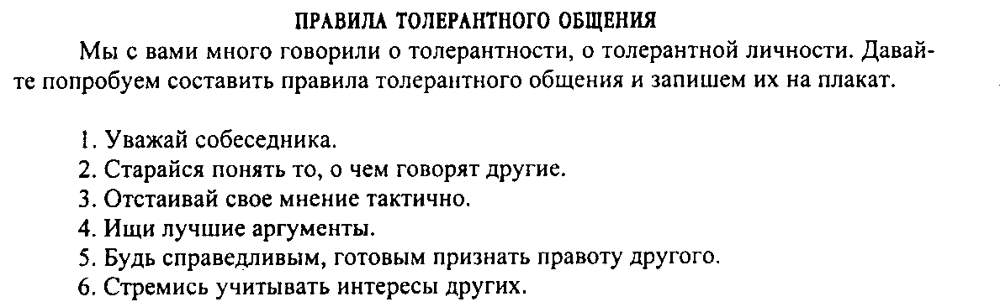 ПРАВИЛА ТОЛЕРАНТНОГО ОБЩЕНИЯ
Мы с вами много говорили о толерантности, о толерантной личности. Давай-
те попробуем составить правила толерантного общения и запишем их на плакат.
1. Уважай собеседника.
2. Старайся понять то, о чем говорят другие.
3. Отстаивай свое мнение тактично.
4. Ищи лучшие аргументы.
5. Будь справедливым, готовым признать правоту другого.
6. Стремись учитывать интересы других.